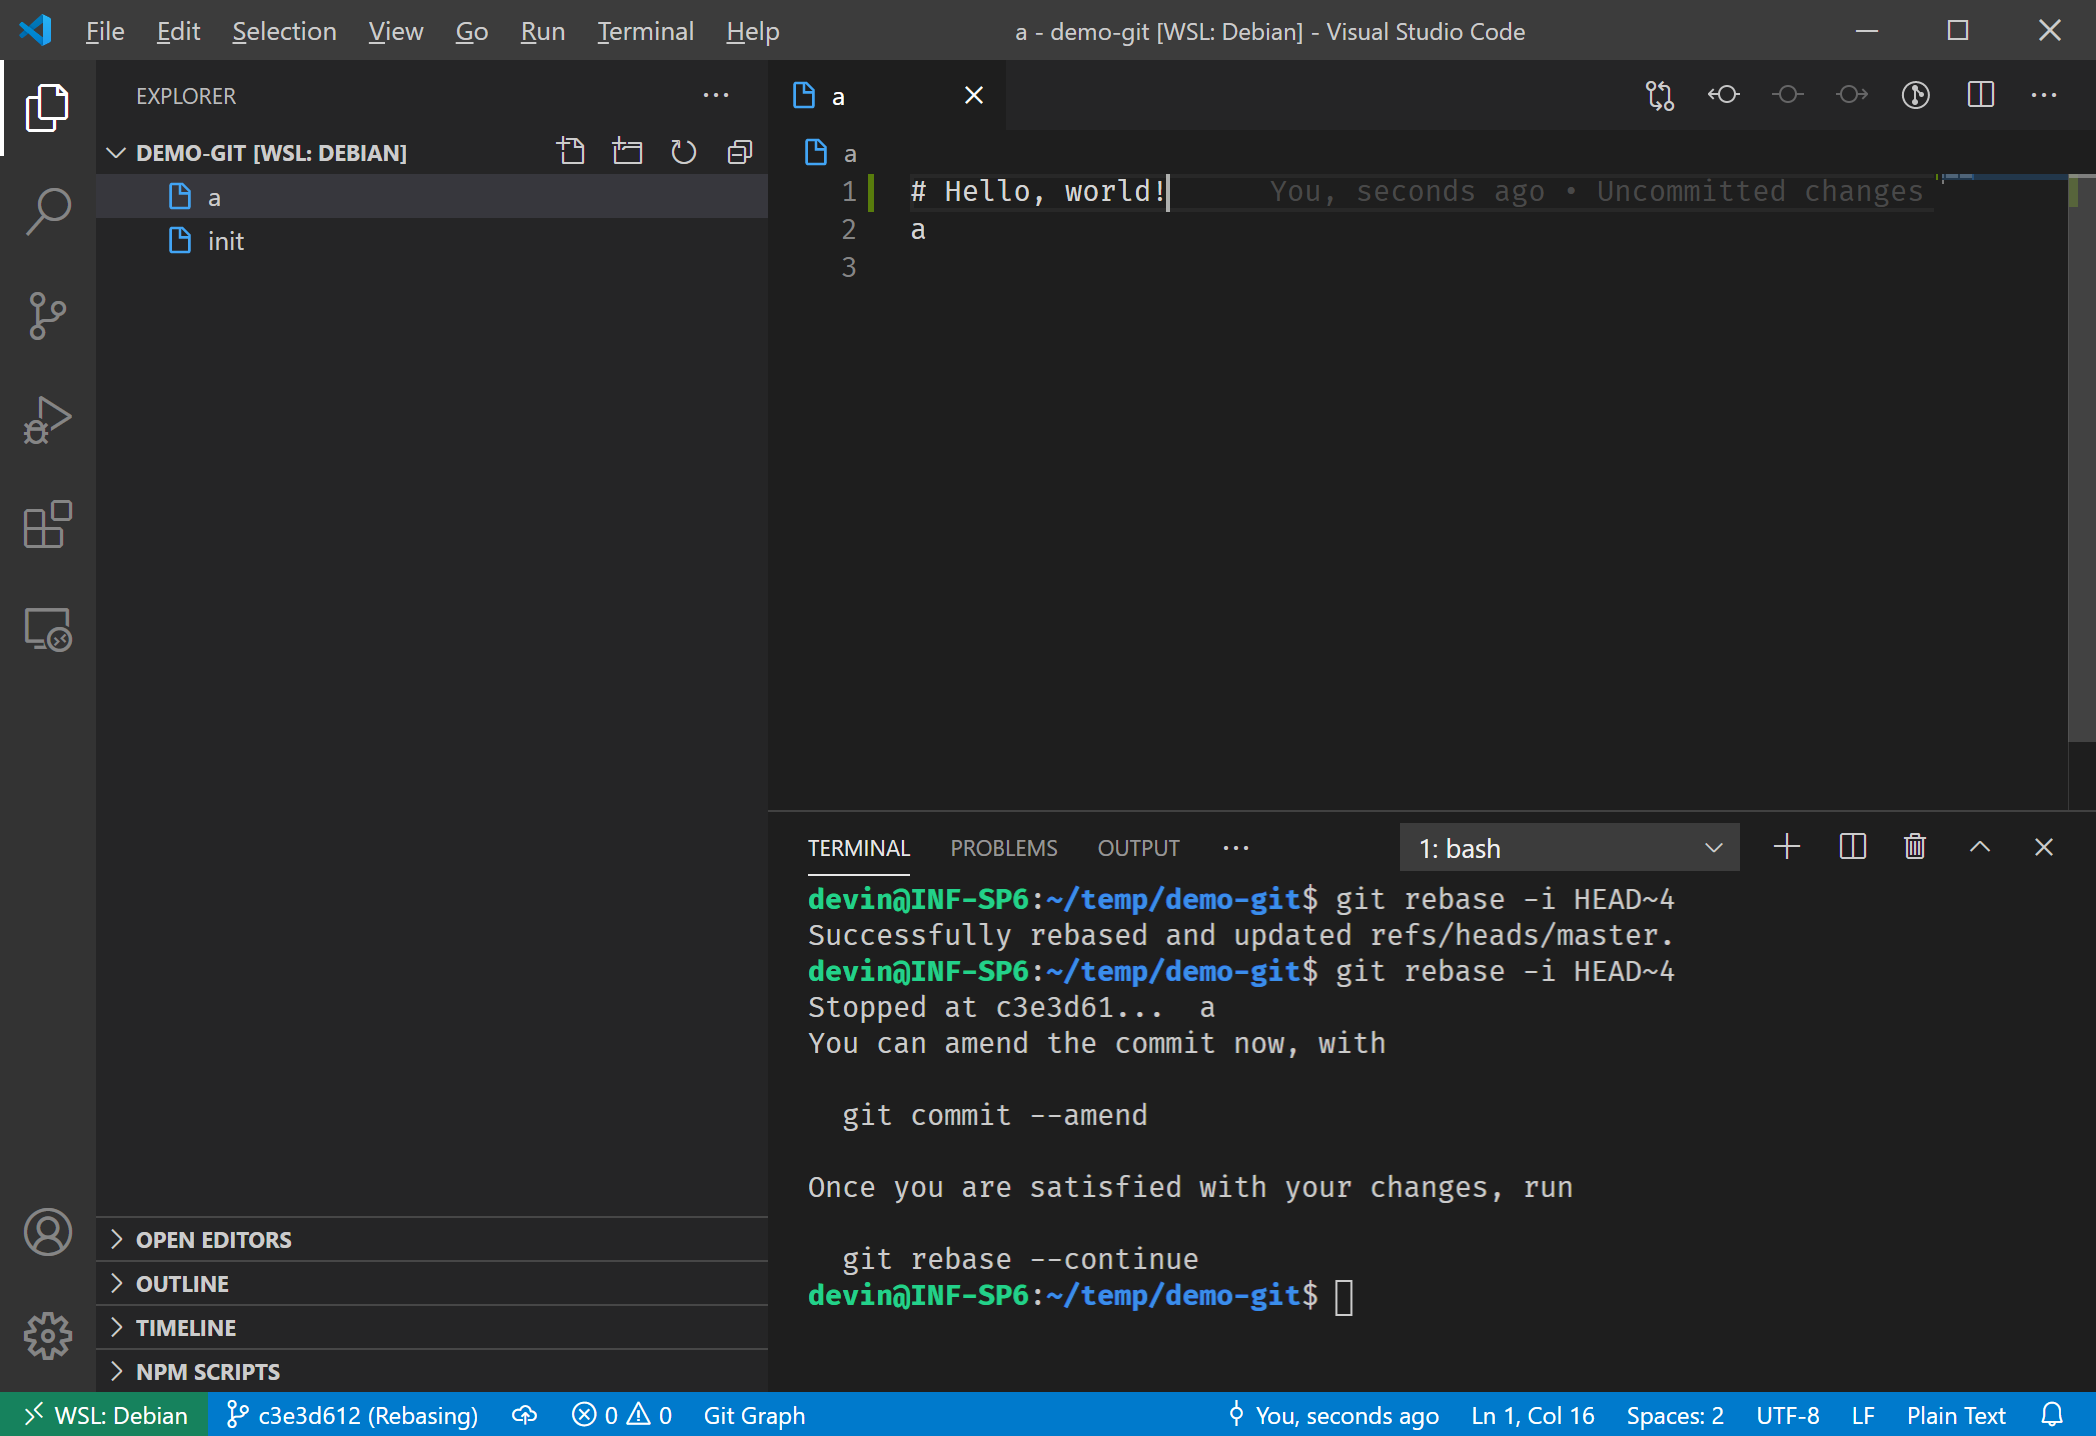 File Edit Selection View Go Run Terminal Help a - demo-git [WSL: Debian] - Visual Studio Code
EXPLORER
DEMO-GIT [WSL: DEBIAN]
a
init
OPEN EDITORS
OUTLINE
TIMELINE
NPM SCRIPTS
a
a
1 # Hello, world! You, seconds ago • Uncommitted changes
2 a
3
TERMINAL PROBLEMS OUTPUT ··· 1: bash
devin@INF-SP6:~/temp/demo-git$ git rebase -i HEAD~4
Successfully rebased and updated refs/heads/master.
devin@INF-SP6:~/temp/demo-git$ git rebase -i HEAD~4
Stopped at c3e3d61... a
You can amend the commit now, with
git commit --amend
Once you are satisfied with your changes, run
git rebase --continue
devin@INF-SP6:~/temp/demo-git$
WSL: Debian c3e3d612 (Rebasing) 0 0 Git Graph You, seconds ago Ln 1, Col 16 Spaces: 2 UTF-8 LF Plain Text